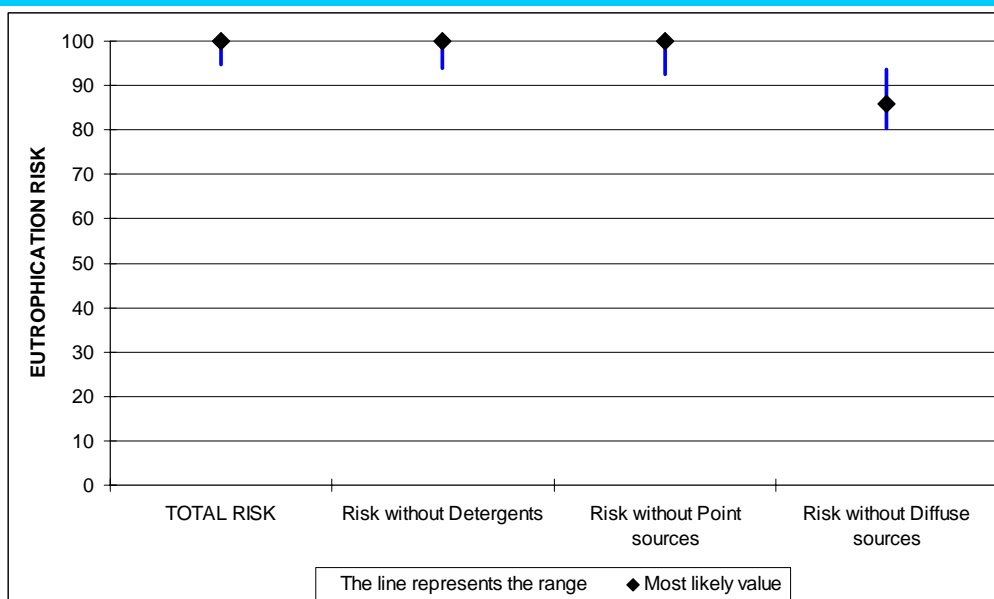 EUTROPHICATION RISK
100
90
80
70
60
50
40
30
20
10
0
TOTAL RISK
Risk without Detergents
Risk without Point
sources
Risk without Diffuse
sources
The line represents the range
Most likely value